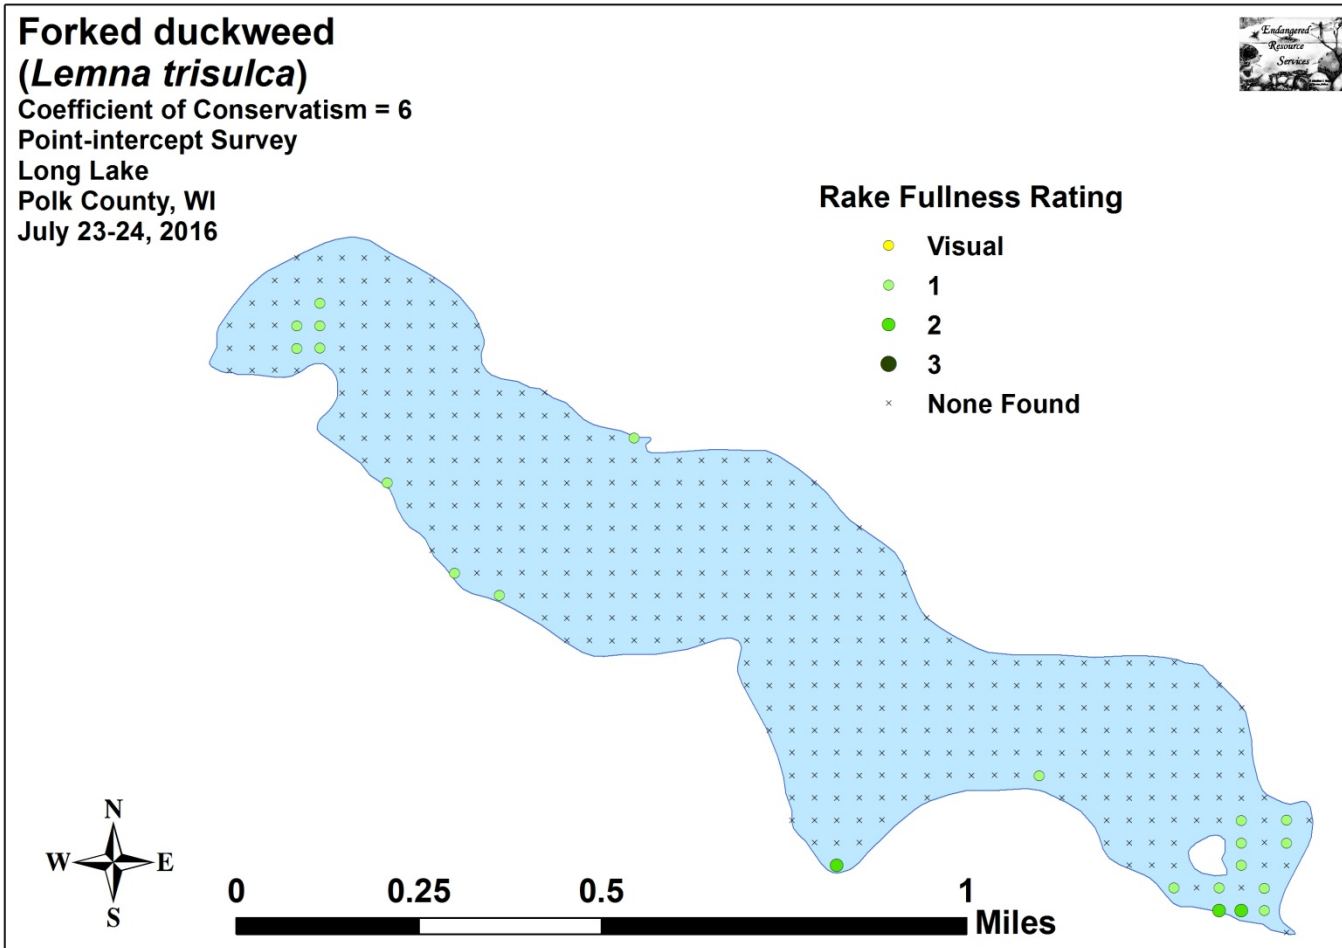 Forked duckweed
(Lemna trisulca)
Coefficient of Conservatism = 6
Point-intercept Survey
Long Lake
Polk County, WI
July 23-24, 2016
Endangered
Resource
Services
Rake Fullness Rating
Visual
1
2
3
None Found
N
W E
S
0 0.25 0.5 1
Miles